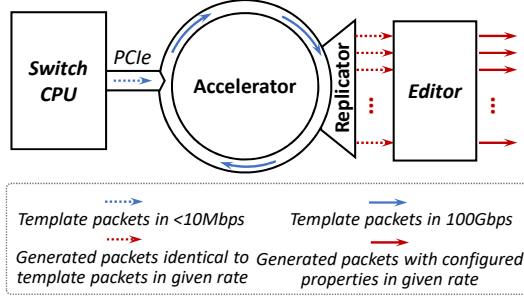 Switch
CPU
PCIe
Accelerator
Replicator
Editor
Template packets in <10Mbps
Template packets in 100Gbps
Generated packets identical to
template packets in given rate
Generated packets with configured
properties in given rate